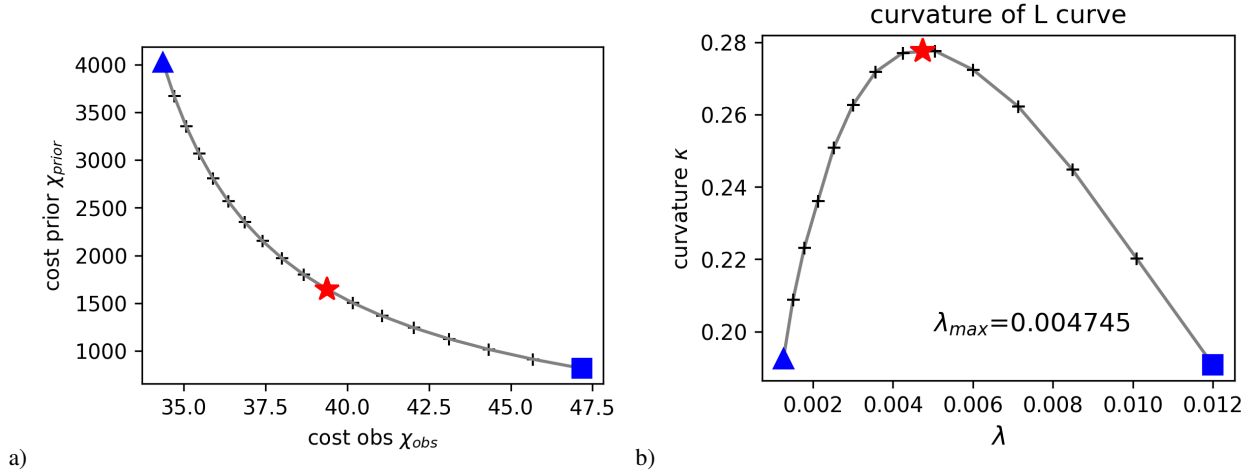 4000
3500
3000
2500
2000
1500
1000
cost prior χprior
35.0 37.5 40.0 42.5 45.0 47.5
cost obs χobs
a)
curvature of L curve
0.28
0.26
0.24
0.22
0.20
curvature κ
λmax=0.004745
0.002 0.004 0.006 0.008 0.010 0.012
λ
b)